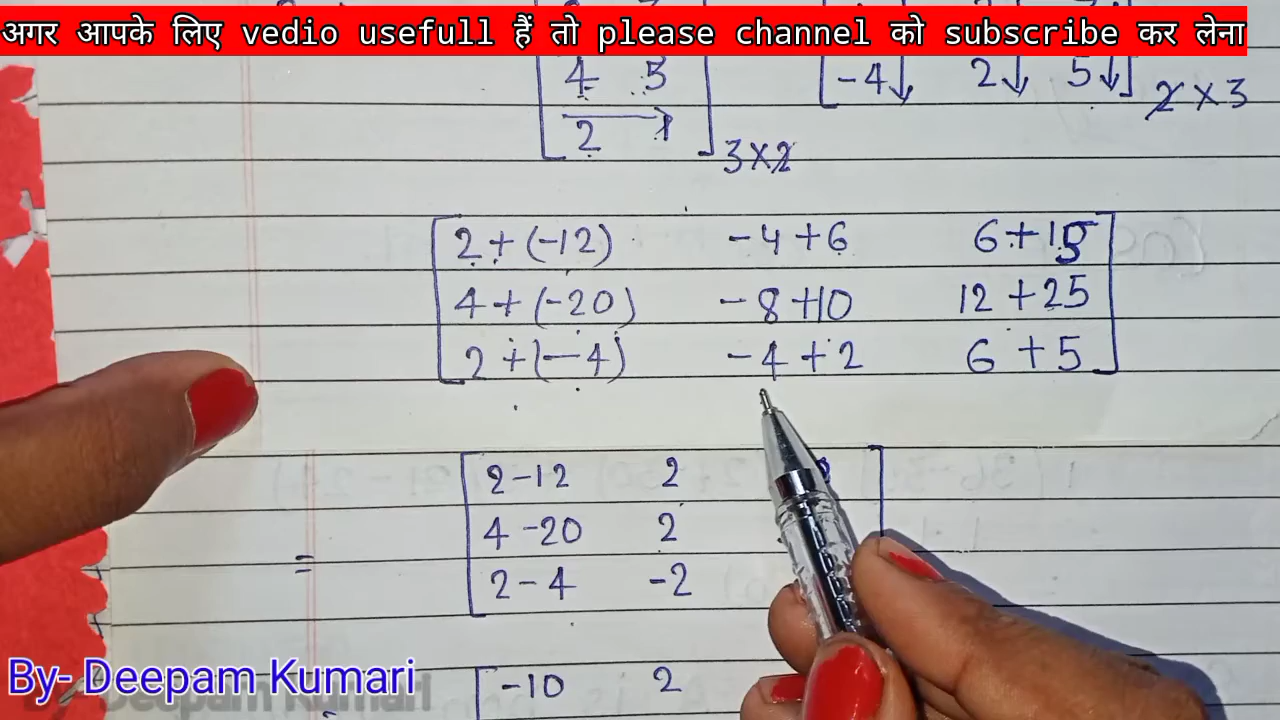 अगर आपके लिए vedio usefull हैं तो please channel को subscribe कर लेना
4 5 -4↓ 2↓ 5↓
2 1 2×3
3×2
2+(-12) -4+6 6+15
4+(-20) -8+10 12+25
2+(-4) -4+2 6+5
2-12 2
4-20 2
= 2-4 -2
By- Deepam Kumari
-10 2